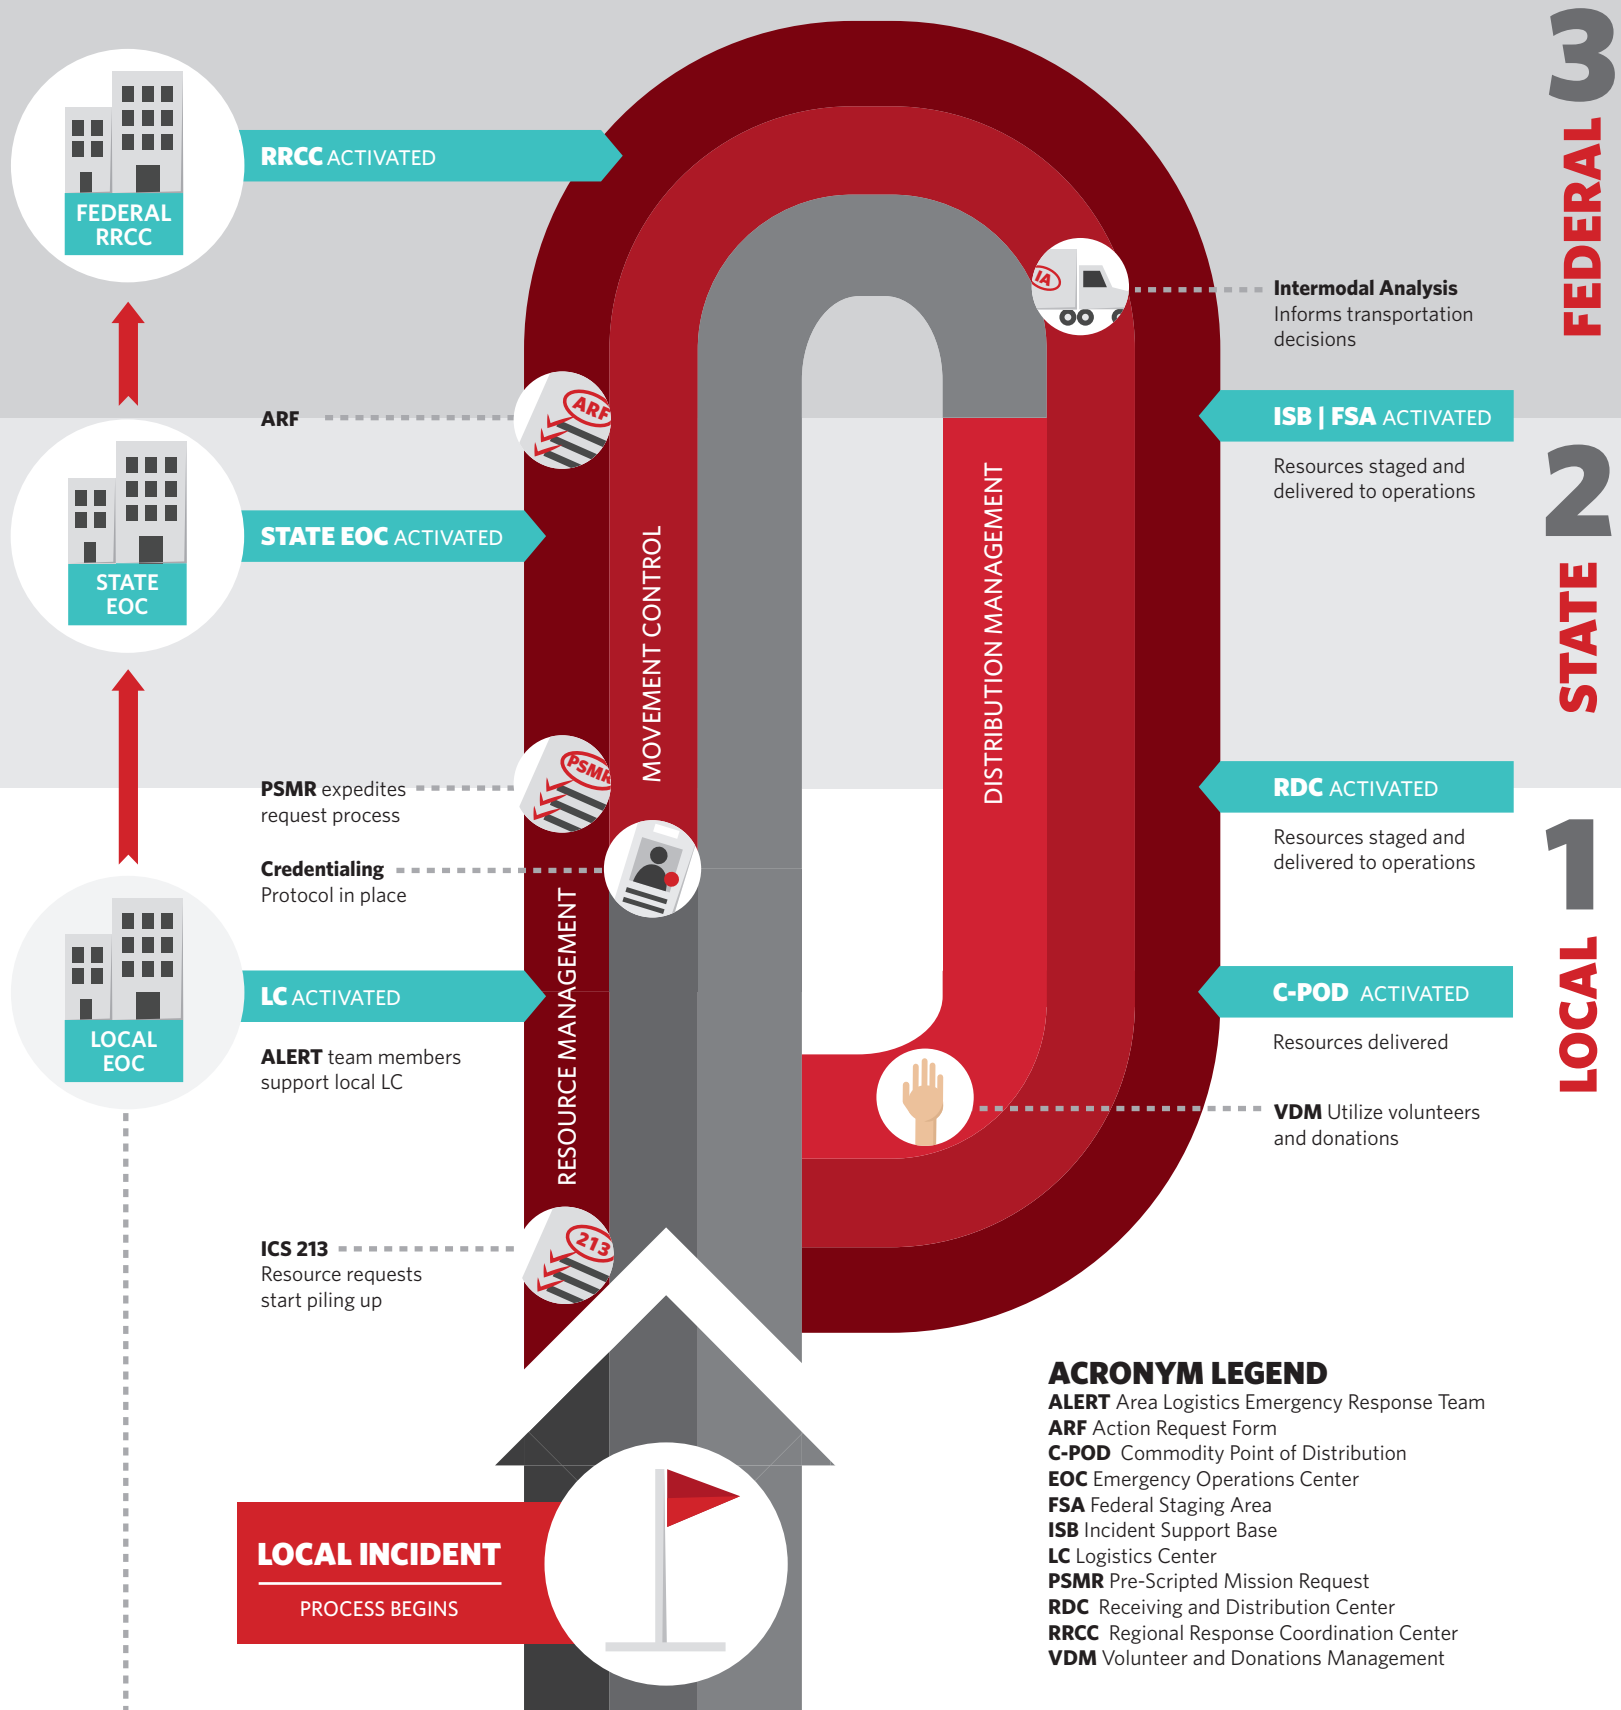 3
FEDERAL
RRCC ACTIVATED
FEDERAL
RRCC
IA
Intermodal Analysis
Informs transportation
decisions
ARF
ARF
ISB | FSA ACTIVATED
Resources staged and
delivered to operations
2
STATE
STATE EOC ACTIVATED
STATE
EOC
MOVEMENT CONTROL
DISTRIBUTION MANAGEMENT
PSMR expedites
request process
PSMR
RDC ACTIVATED
Resources staged and
delivered to operations
1
LOCAL
Credentialing
Protocol in place
RESOURCE MANAGEMENT
LC ACTIVATED
LOCAL
EOC
ALERT team members
support local LC
C-POD ACTIVATED
Resources delivered
VDM Utilize volunteers
and donations
ICS 213
Resource requests
start piling up
213
LOCAL INCIDENT
PROCESS BEGINS
ACRONYM LEGEND
ALERT Area Logistics Emergency Response Team
ARF Action Request Form
C-POD Commodity Point of Distribution
EOC Emergency Operations Center
FSA Federal Staging Area
ISB Incident Support Base
LC Logistics Center
PSMR Pre-Scripted Mission Request
RDC Receiving and Distribution Center
RRCC Regional Response Coordination Center
VDM Volunteer and Donations Management